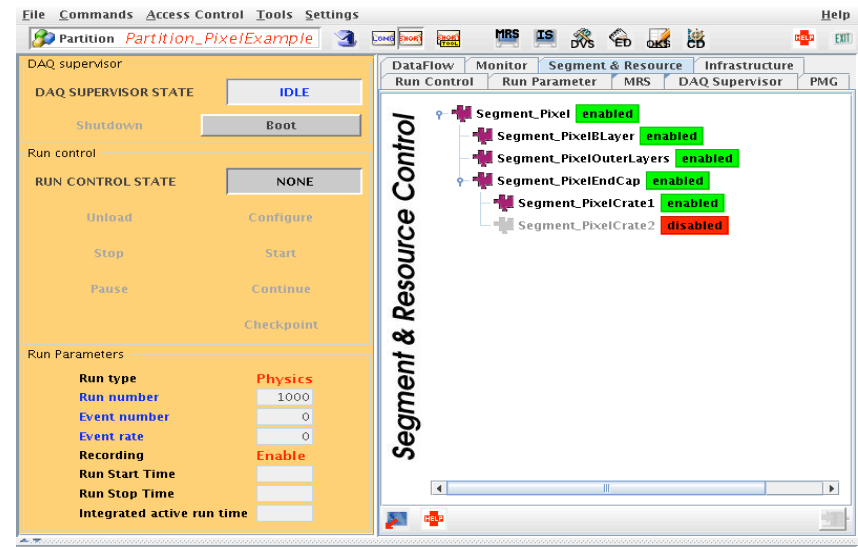 File Commands Access Control Tools Settings Help
Partition Partition_PixelExample LONG SHORT SHORT TOOL MRS IS DVS ED OKS CD HELP EXIT
DAQ supervisor
DAQ SUPERVISOR STATE IDLE
Shutdown Boot
Run control
RUN CONTROL STATE NONE
Unload Configure
Stop Start
Pause Continue
Checkpoint
Run Parameters
Run type Physics
Run number 1000
Event number 0
Event rate 0
Recording Enable
Run Start Time
Run Stop Time
Integrated active run time
DataFlow Monitor Segment & Resource Infrastructure
Run Control Run Parameter MRS DAQ Supervisor PMG
Segment & Resource Control
Segment_Pixel enabled
Segment_PixelBLayer enabled
Segment_PixelOuterLayers enabled
Segment_PixelEndCap enabled
Segment_PixelCrate1 enabled
Segment_PixelCrate2 disabled
HELP